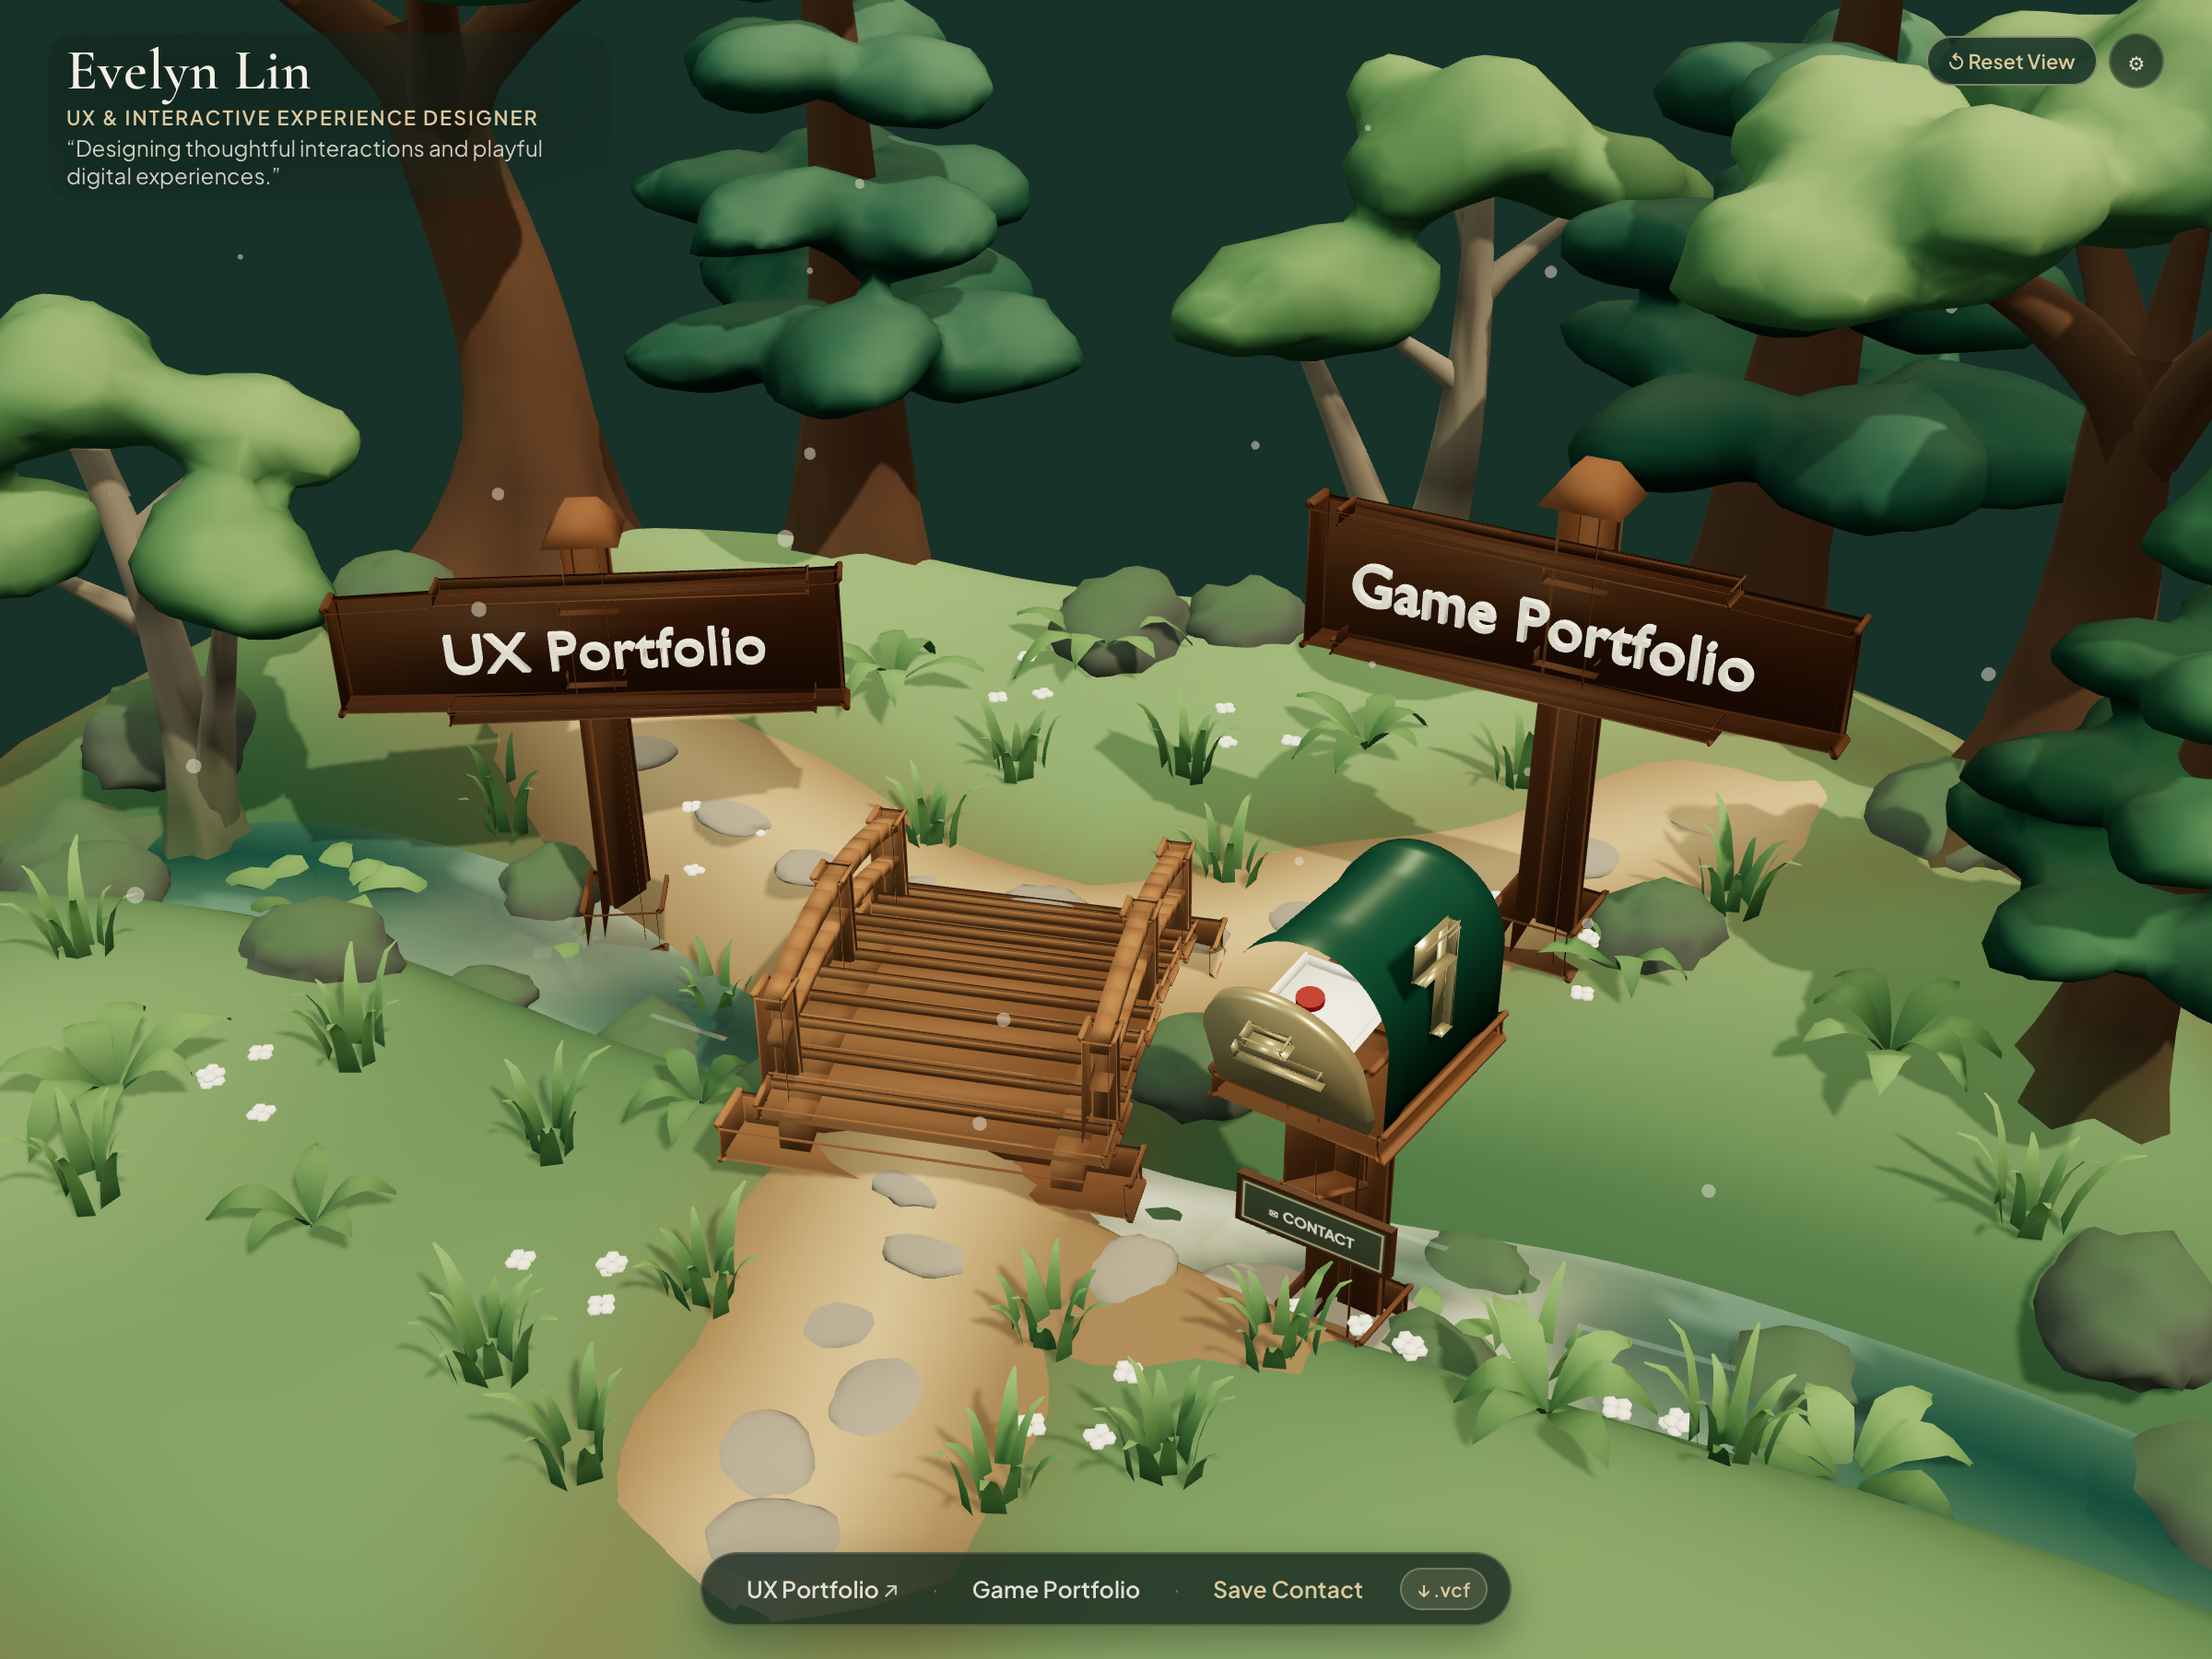 Evelyn Lin
UX & INTERACTIVE EXPERIENCE DESIGNER
“Designing thoughtful interactions and playful
digital experiences.”
↺ Reset View ⚙
UX Portfolio
Game Portfolio
1
✉ CONTACT
UX Portfolio ↗ · Game Portfolio · Save Contact ↓ .vcf